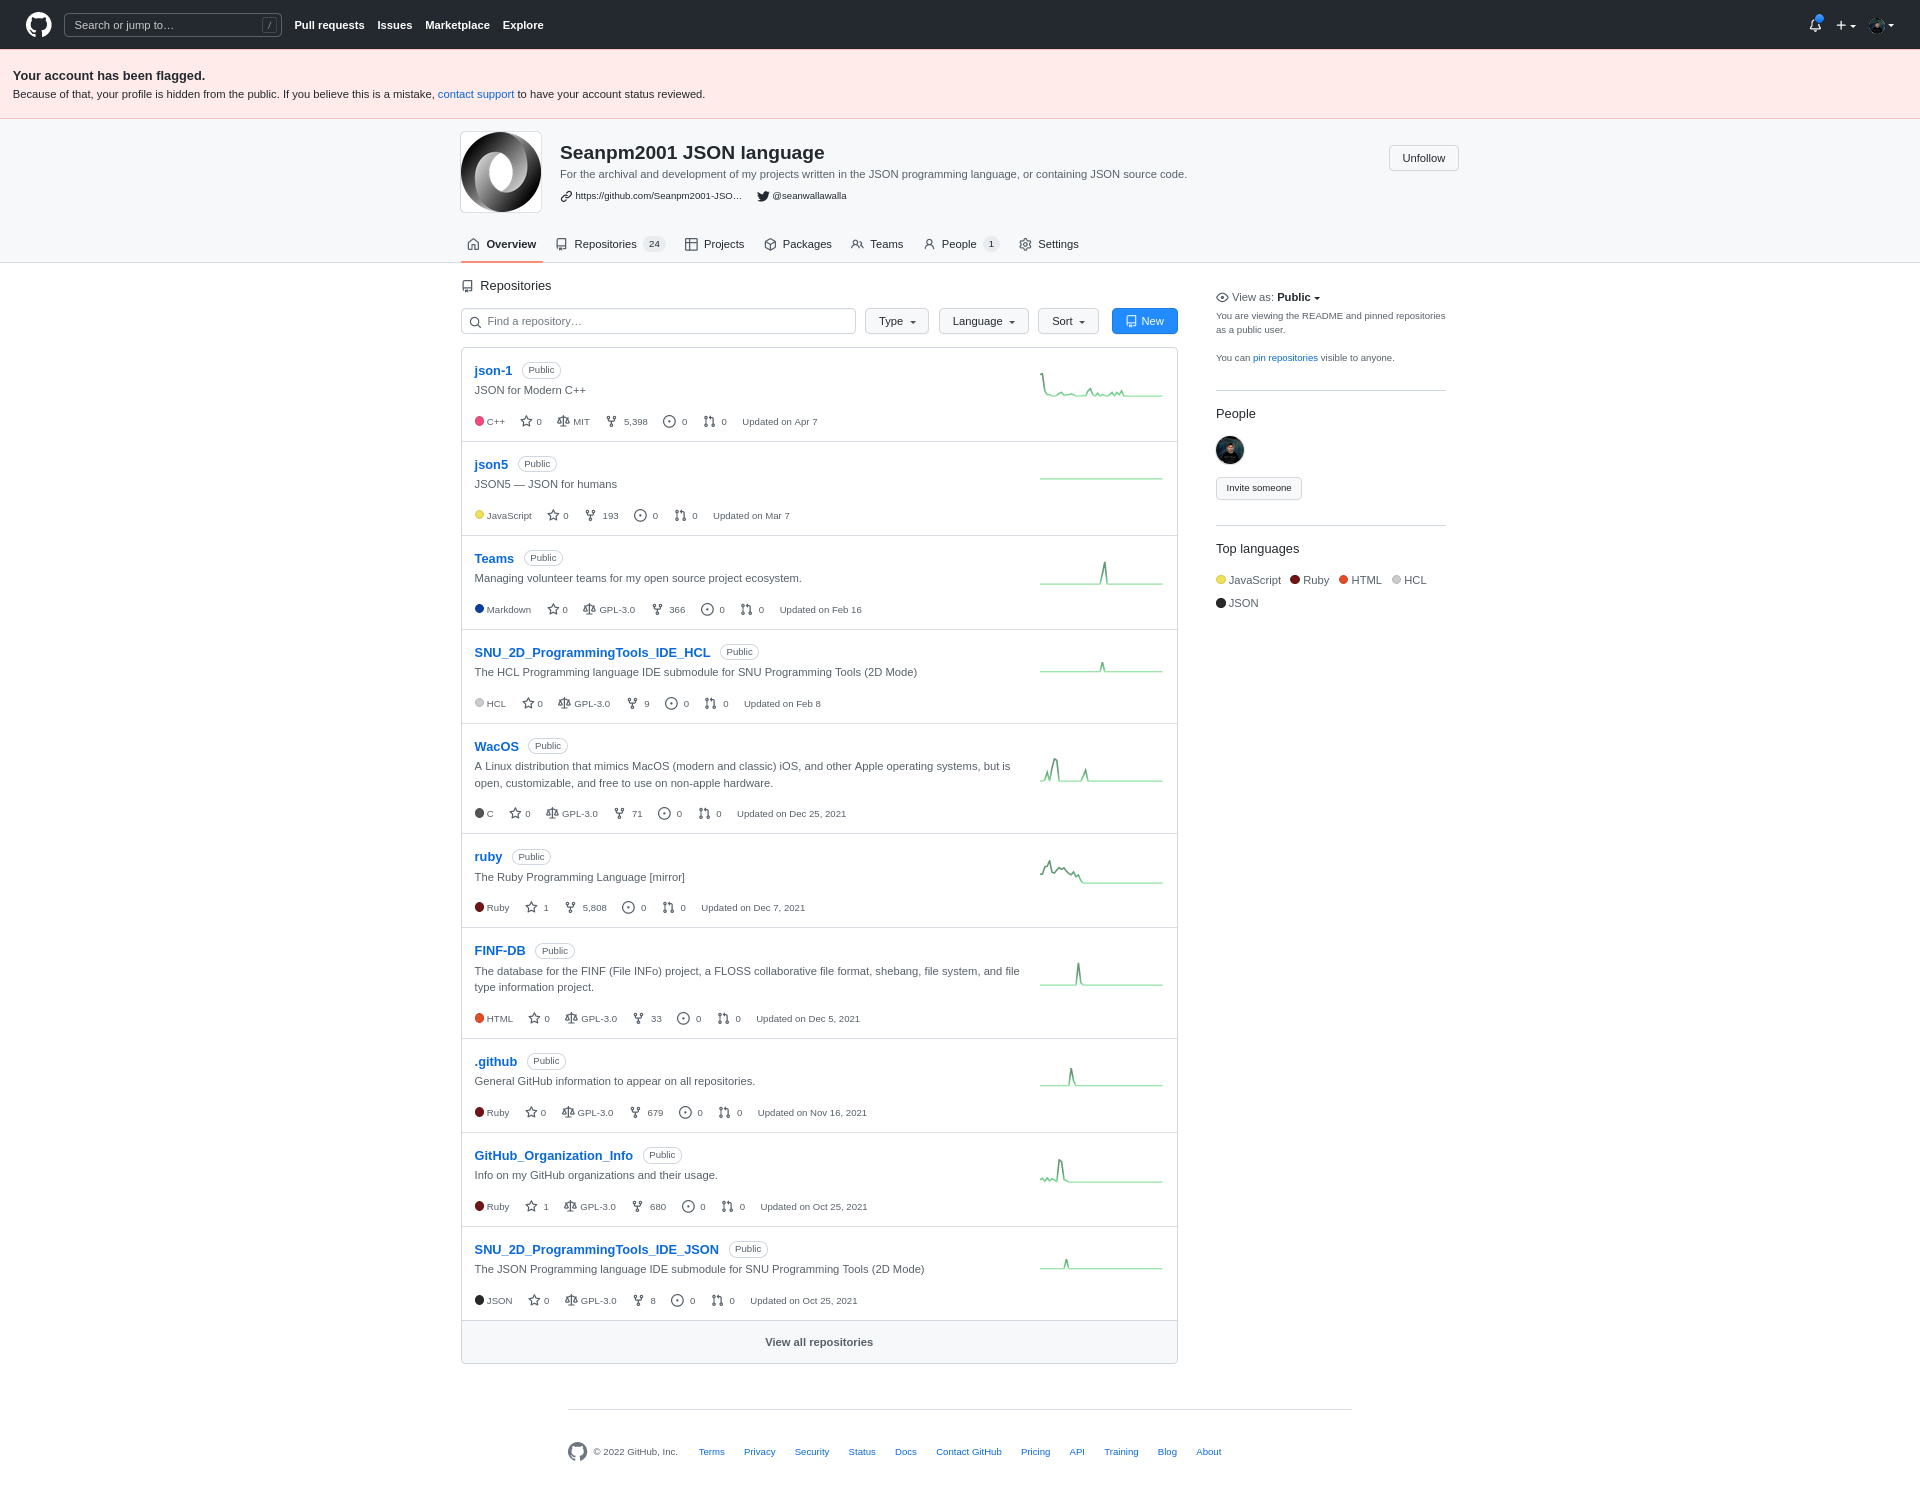 Search or jump to…
/
Pull requests Issues Marketplace Explore
Your account has been flagged.
Because of that, your profile is hidden from the public. If you believe this is a mistake, contact support to have your account status reviewed.
Seanpm2001 JSON language
Unfollow
For the archival and development of my projects written in the JSON programming language, or containing JSON source code.
https://github.com/Seanpm2001-JSO… @seanwallawalla
Overview Repositories 24 Projects Packages Teams People 1 Settings
Repositories
Find a repository… Type Language Sort New
json-1 Public
JSON for Modern C++
C++ 0 MIT 5,398 0 0 Updated on Apr 7
json5 Public
JSON5 — JSON for humans
JavaScript 0 193 0 0 Updated on Mar 7
Teams Public
Managing volunteer teams for my open source project ecosystem.
Markdown 0 GPL-3.0 366 0 0 Updated on Feb 16
SNU_2D_ProgrammingTools_IDE_HCL Public
The HCL Programming language IDE submodule for SNU Programming Tools (2D Mode)
HCL 0 GPL-3.0 9 0 0 Updated on Feb 8
WacOS Public
A Linux distribution that mimics MacOS (modern and classic) iOS, and other Apple operating systems, but is
open, customizable, and free to use on non-apple hardware.
C 0 GPL-3.0 71 0 0 Updated on Dec 25, 2021
ruby Public
The Ruby Programming Language [mirror]
Ruby 1 5,808 0 0 Updated on Dec 7, 2021
FINF-DB Public
The database for the FINF (File INFo) project, a FLOSS collaborative file format, shebang, file system, and file
type information project.
HTML 0 GPL-3.0 33 0 0 Updated on Dec 5, 2021
.github Public
General GitHub information to appear on all repositories.
Ruby 0 GPL-3.0 679 0 0 Updated on Nov 16, 2021
GitHub_Organization_Info Public
Info on my GitHub organizations and their usage.
Ruby 1 GPL-3.0 680 0 0 Updated on Oct 25, 2021
SNU_2D_ProgrammingTools_IDE_JSON Public
The JSON Programming language IDE submodule for SNU Programming Tools (2D Mode)
JSON 0 GPL-3.0 8 0 0 Updated on Oct 25, 2021
View all repositories
View as: Public
You are viewing the README and pinned repositories
as a public user.
You can pin repositories visible to anyone.
People
Invite someone
Top languages
JavaScript Ruby HTML HCL
JSON
© 2022 GitHub, Inc. Terms Privacy Security Status Docs Contact GitHub Pricing API Training Blog About